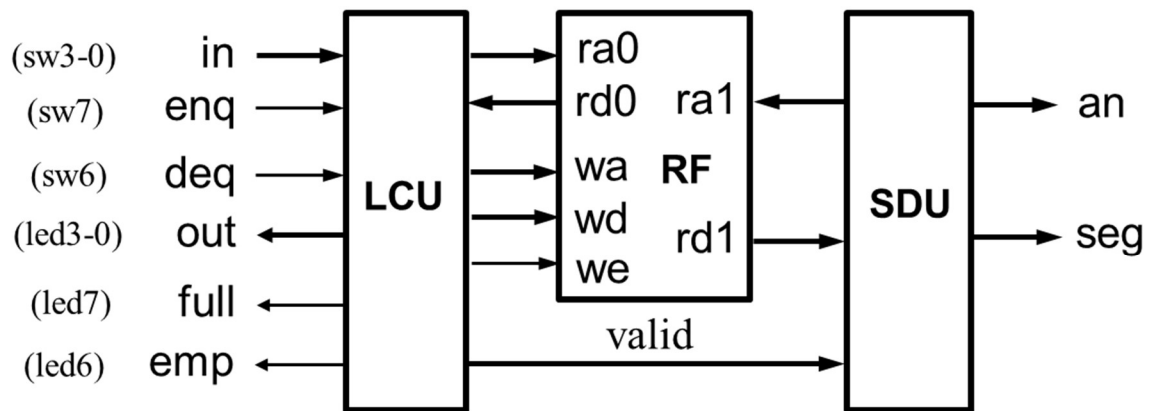 (sw3-0) in
(sw7) enq
(sw6) deq
(led3-0) out
(led7) full
(led6) emp
LCU
ra0
rd0 ra1
wa RF
wd rd1
we
valid
SDU
an
seg